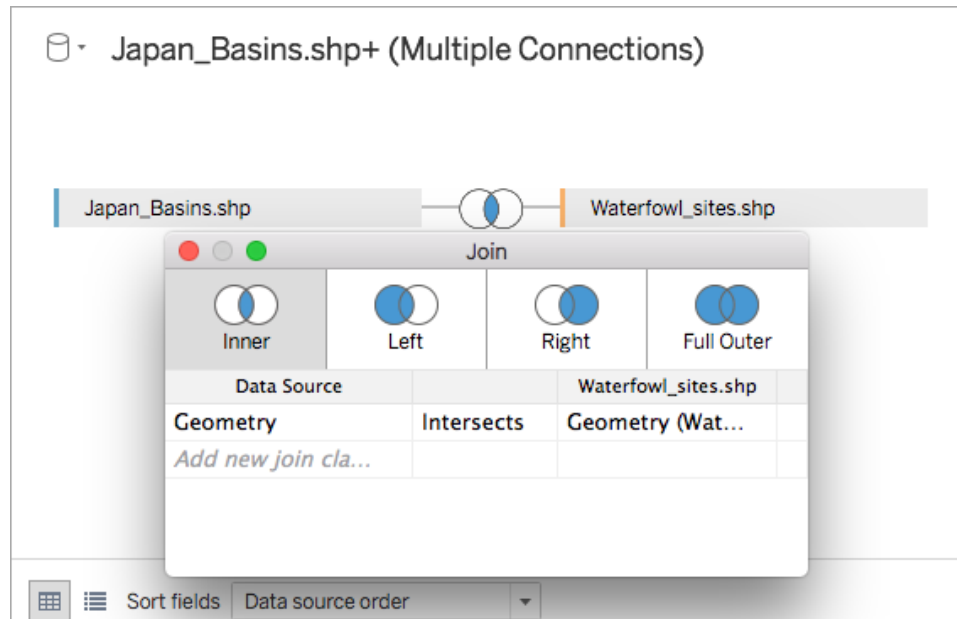 Japan_Basins.shp+ (Multiple Connections)
Japan_Basins.shp
Waterfowl_sites.shp
Join
Inner Left Right Full Outer
Data Source Waterfowl_sites.shp
Geometry Intersects Geometry (Wat...
Add new join cla...
Sort fields Data source order